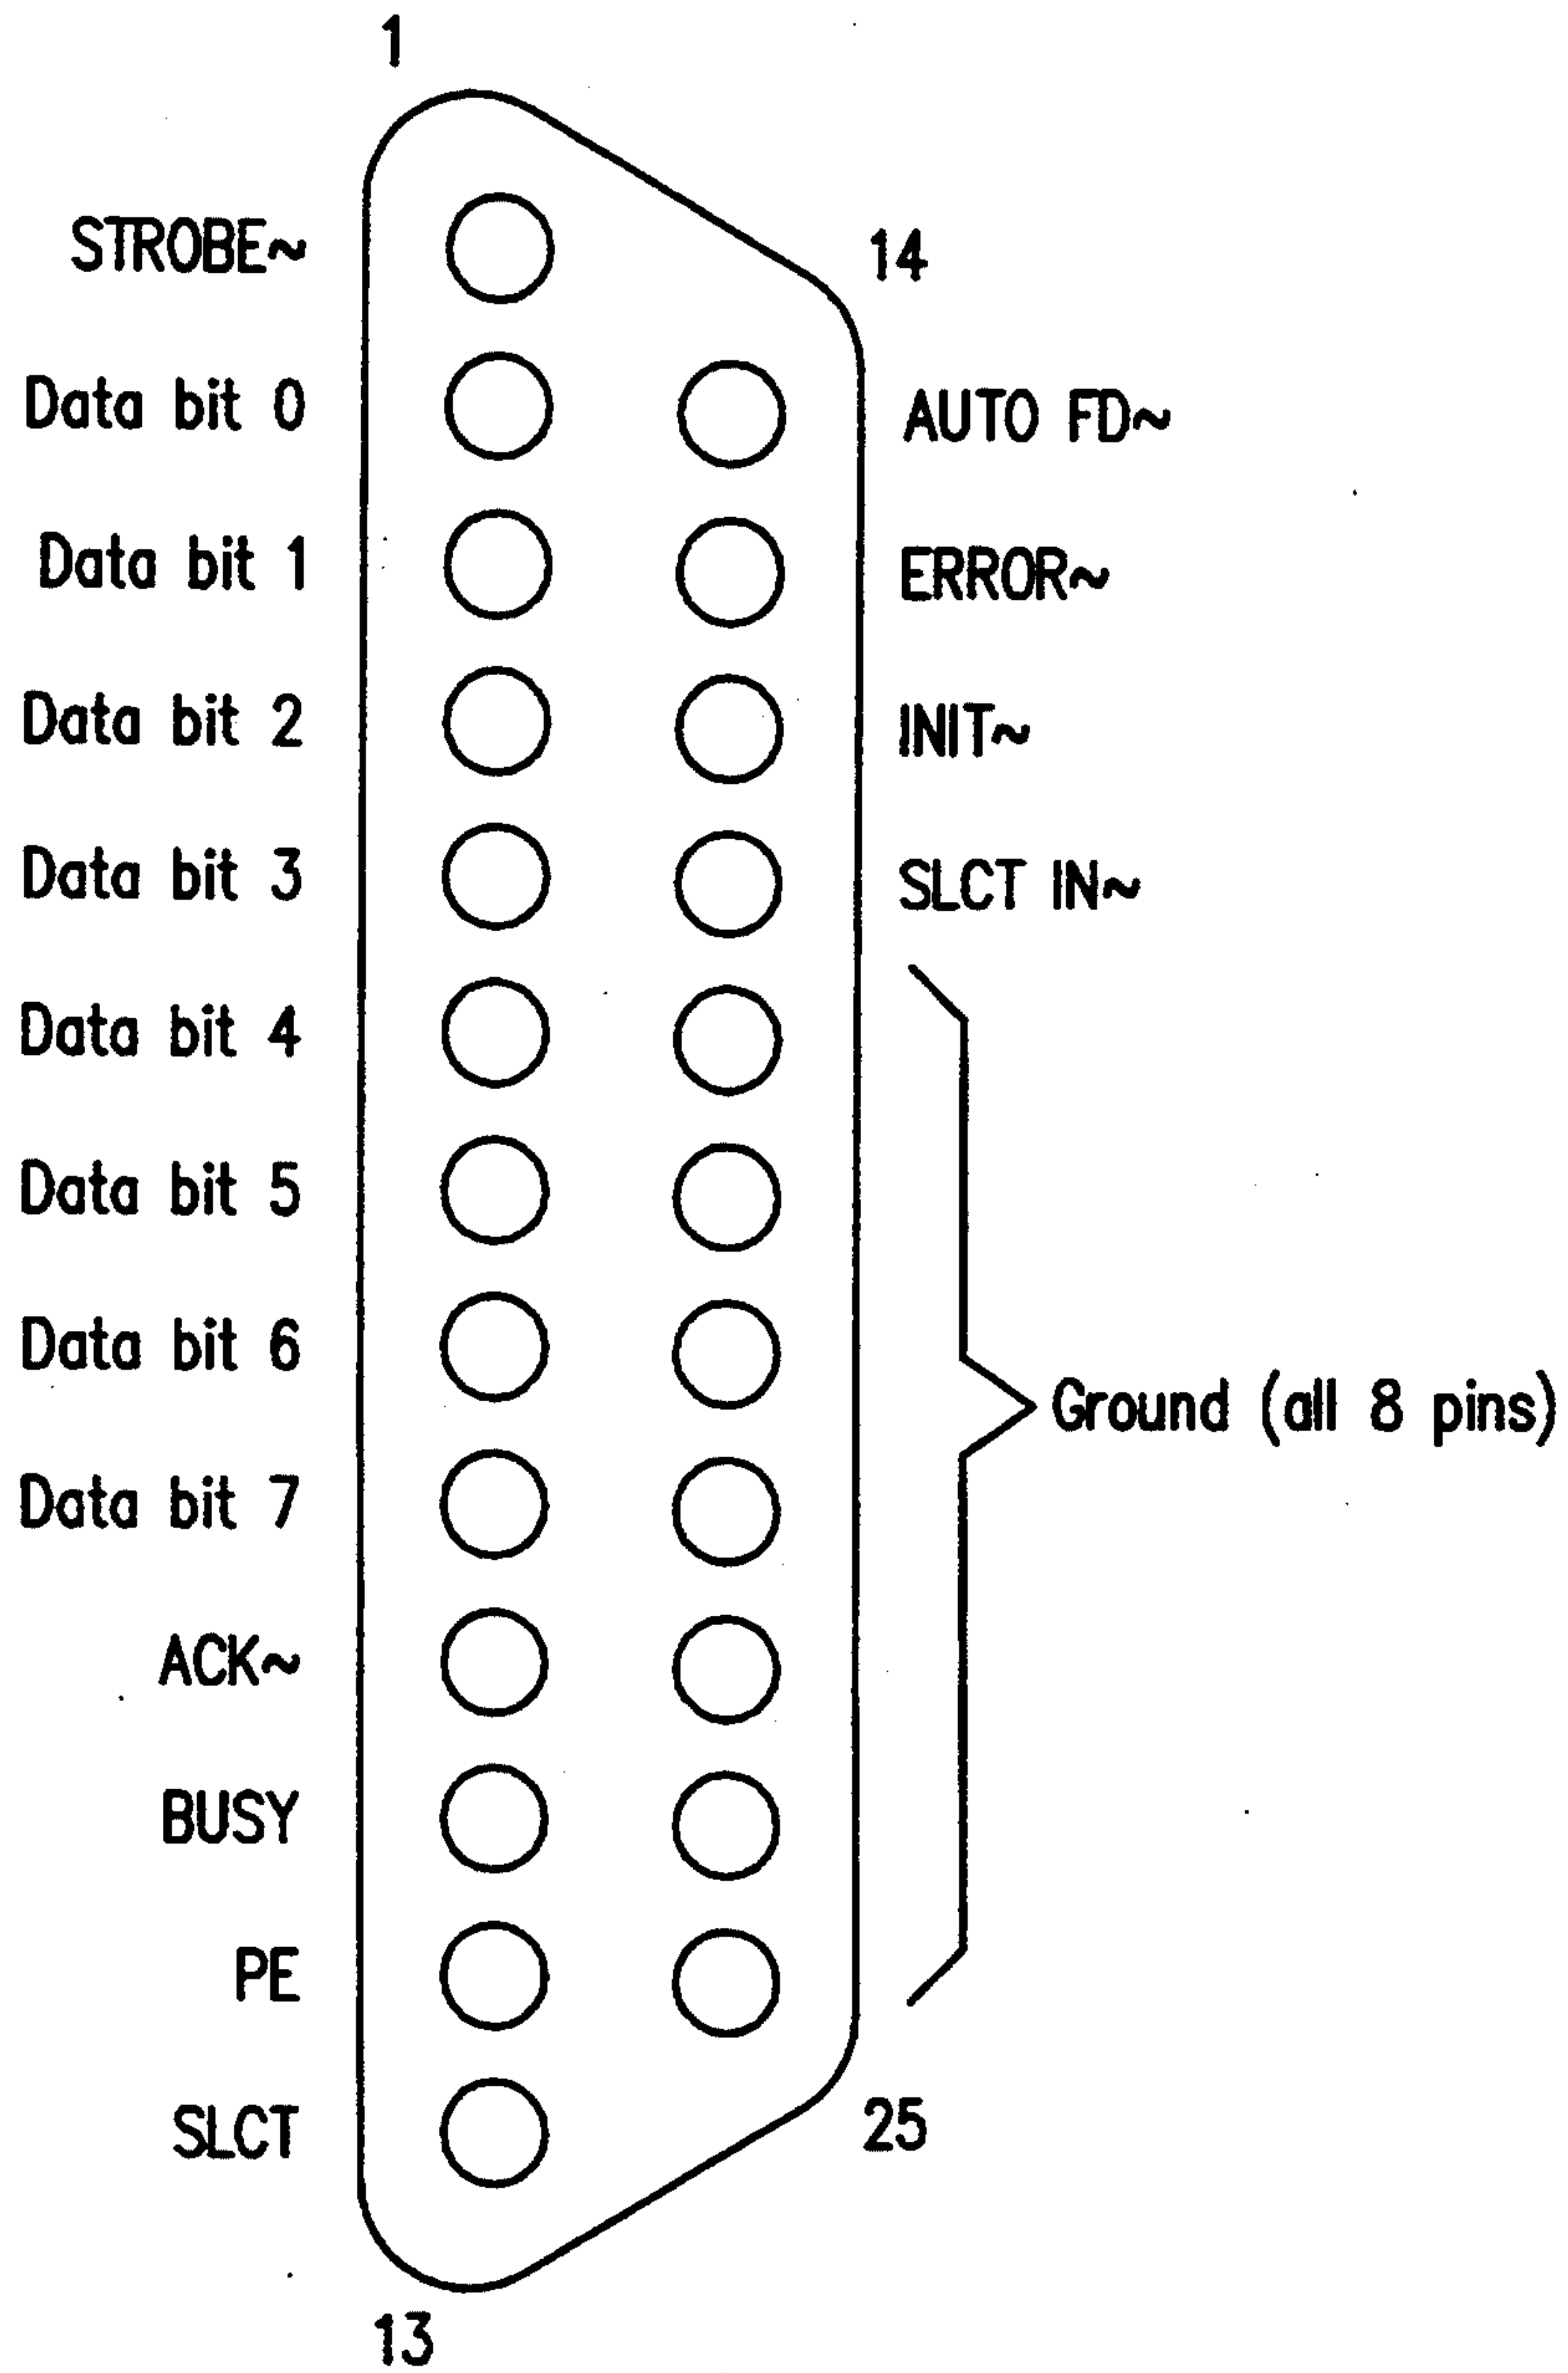 1
STROBE~
14
Data bit 0
AUTO FD~
Data bit 1
ERROR~
Data bit 2
INIT~
Data bit 3
SLCT IN~
Data bit 4
Data bit 5
Data bit 6
Ground (all 8 pins)
Data bit 7
ACK~
BUSY
PE
SLCT
25
13